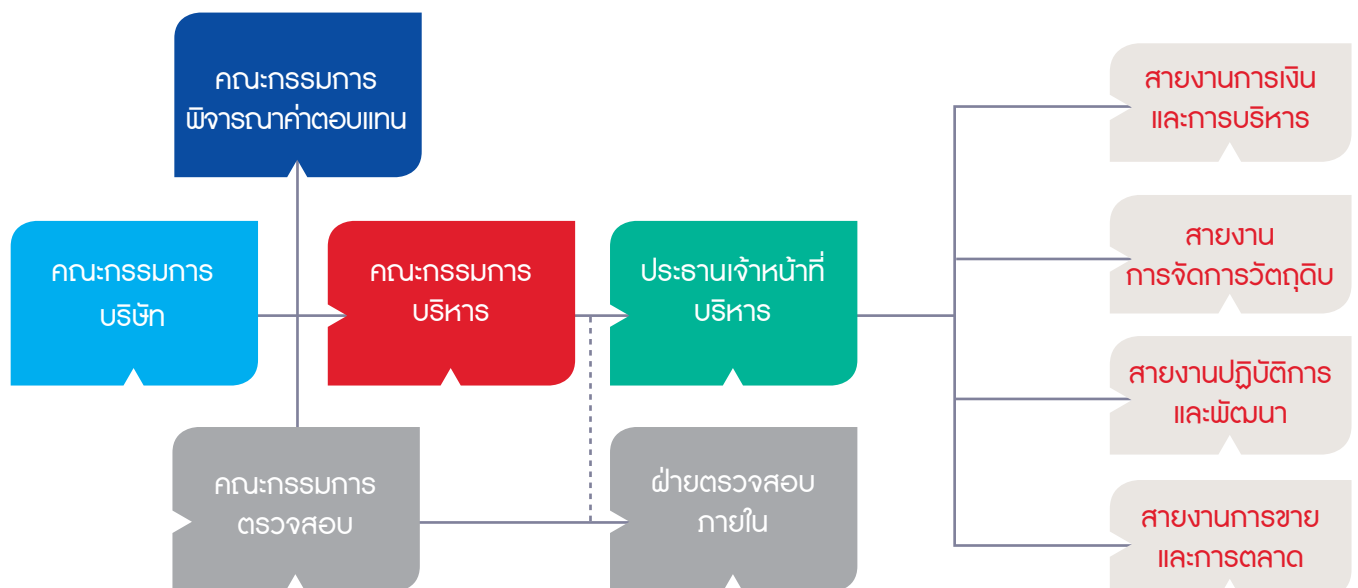 คณะกรรมการ
พิจารณาค่าตอบแทน
คณะกรรมการ
บริษัท
คณะกรรมการ
บริหาร
ประธานเจ้าหน้าที่
บริหาร
คณะกรรมการ
ตรวจสอบ
ฝ่ายตรวจสอบ
ภายใน
สายงานการเงิน
และการบริหาร
สายงาน
การจัดการวัตถุดิบ
สายงานปฏิบัติการ
และพัฒนา
สายงานการขาย
และการตลาด